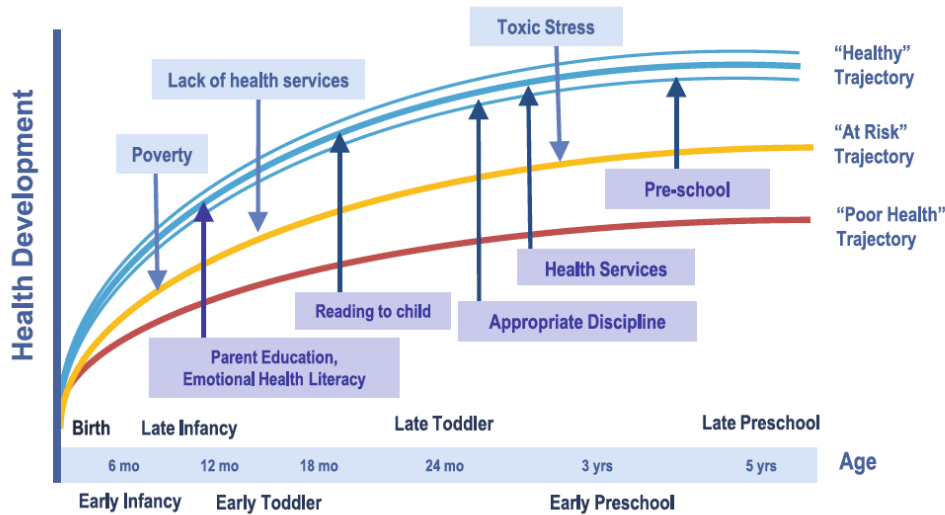 Toxic Stress
Lack of health services
Poverty
"Healthy"
Trajectory
"At Risk"
Trajectory
"Poor Health"
Trajectory
Pre-school
Health Services
Reading to child
Appropriate Discipline
Parent Education,
Emotional Health Literacy
Health Development
Birth
Late Infancy
Late Toddler
Late Preschool
6 mo
12 mo
18 mo
24 mo
3 yrs
5 yrs
Age
Early Infancy
Early Toddler
Early Preschool